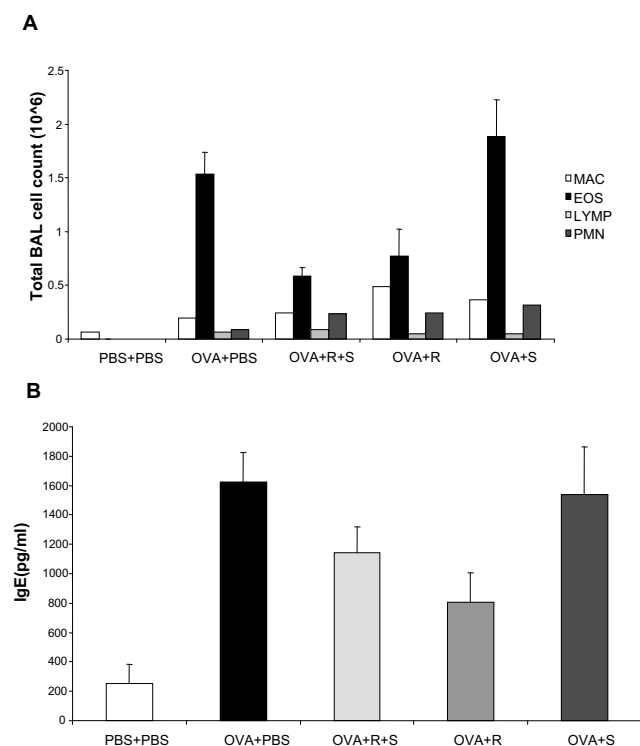 A
Total BAL cell count (10^6)
2.5
2
1.5
1
0.5
0
MAC
EOS
LYMP
PMN
PBS+PBS OVA+PBS OVA+R+S OVA+R OVA+S
B
IgE(pg/ml)
2000
1800
1600
1400
1200
1000
800
600
400
200
0
PBS+PBS OVA+PBS OVA+R+S OVA+R OVA+S